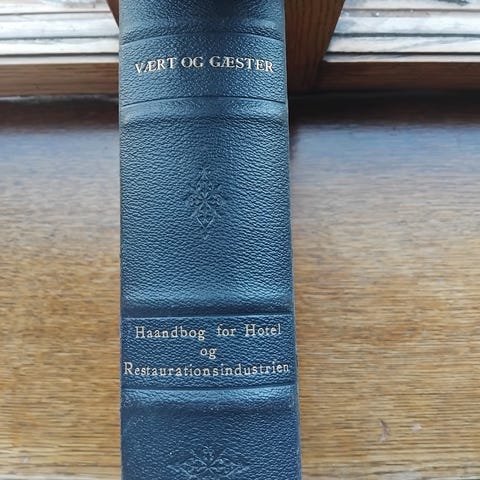 VÆRT OG GÆSTER
Haandbog for Hotel
og
Restaurationsindustrien